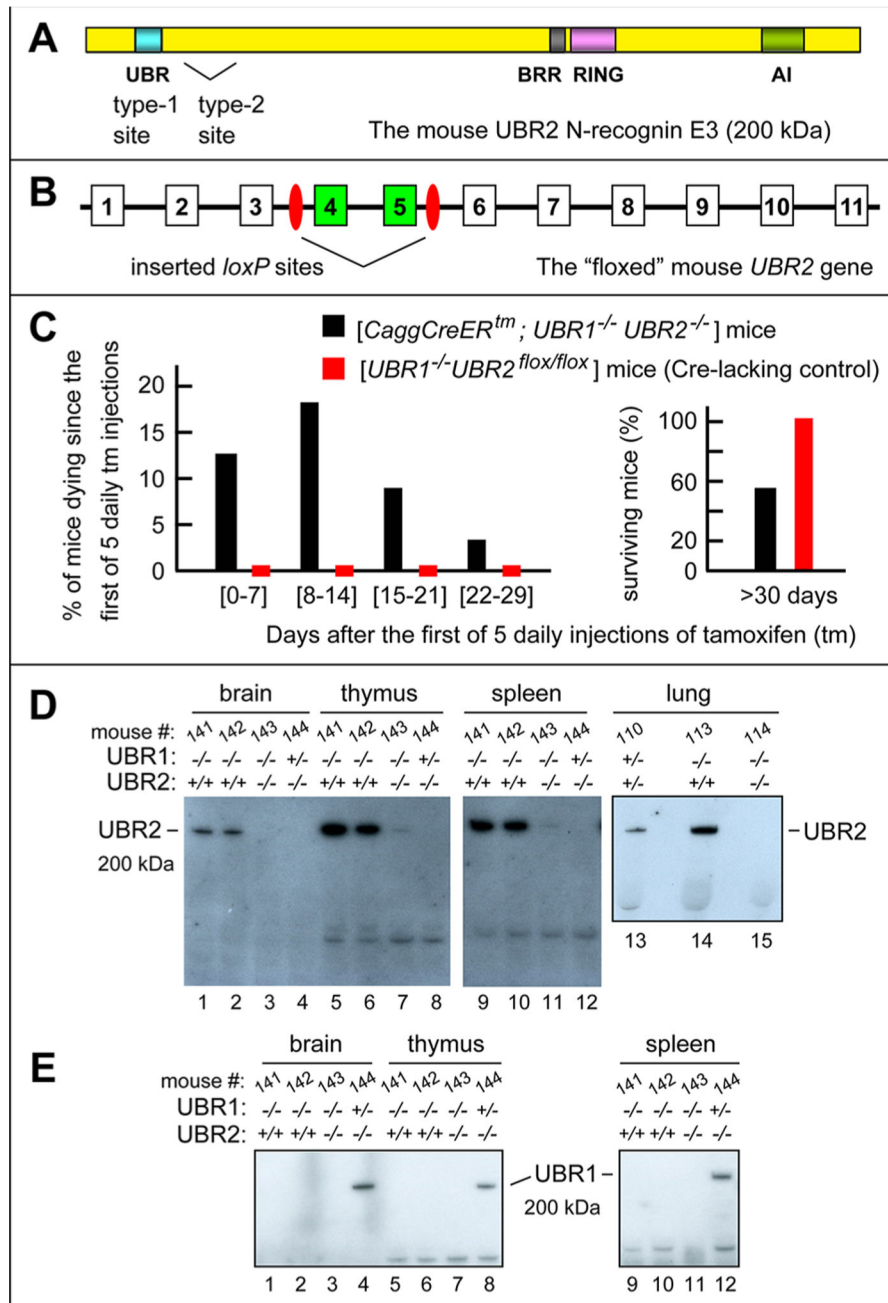 A
UBR BRR RING AI
type-1 type-2
site site
The mouse UBR2 N-recognin E3 (200 kDa)
B
1 2 3 4 5 6 7 8 9 10 11
inserted loxP sites
The "floxed" mouse UBR2 gene
C
[CaggCreER^tm; UBR1-/- UBR2-/-] mice
[UBR1-/-UBR2 flox/flox] mice (Cre-lacking control)
% of mice dying since the
first of 5 daily tm injections
20
15
10
5
0
[0-7] [8-14] [15-21] [22-29]
surviving mice (%)
100
60
20
0
>30 days
Days after the first of 5 daily injections of tamoxifen (tm)
D
brain thymus spleen lung
mouse #: 141 142 143 144 141 142 143 144 141 142 143 144 110 113 114
UBR1: -/- -/- -/- +/- -/- -/- -/- +/- -/- -/- -/- +/- +/- -/- -/-
UBR2: +/+ +/+ -/- -/- +/+ +/+ -/- -/- +/+ +/+ -/- -/- +/- +/+ -/-
UBR2 –
– UBR2
200 kDa
1 2 3 4 5 6 7 8 9 10 11 12 13 14 15
E
brain thymus spleen
mouse #: 141 142 143 144 141 142 143 144 141 142 143 144
UBR1: -/- -/- -/- +/- -/- -/- -/- +/- -/- -/- -/- +/-
UBR2: +/+ +/+ -/- -/- +/+ +/+ -/- -/- +/+ +/+ -/- -/-
UBR1 –
200 kDa
1 2 3 4 5 6 7 8 9 10 11 12